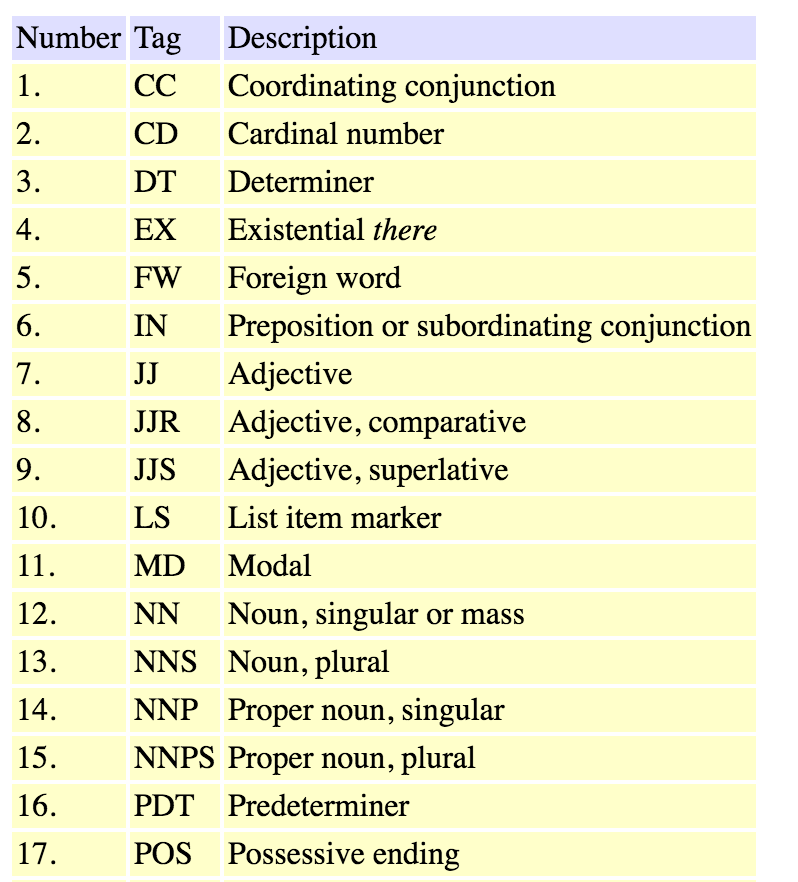 Number Tag Description
1. CC Coordinating conjunction
2. CD Cardinal number
3. DT Determiner
4. EX Existential there
5. FW Foreign word
6. IN Preposition or subordinating conjunction
7. JJ Adjective
8. JJR Adjective, comparative
9. JJS Adjective, superlative
10. LS List item marker
11. MD Modal
12. NN Noun, singular or mass
13. NNS Noun, plural
14. NNP Proper noun, singular
15. NNPS Proper noun, plural
16. PDT Predeterminer
17. POS Possessive ending